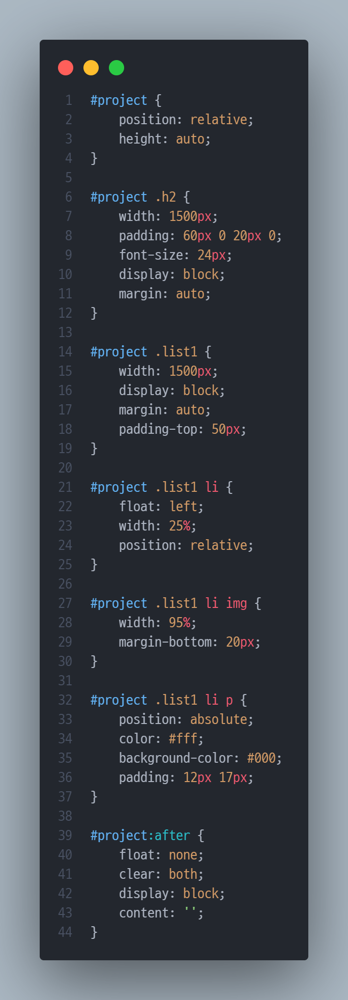 1 #project {
2     position: relative;
3     height: auto;
4 }
5
6 #project .h2 {
7     width: 1500px;
8     padding: 60px 0 20px 0;
9     font-size: 24px;
10     display: block;
11     margin: auto;
12 }
13
14 #project .list1 {
15     width: 1500px;
16     display: block;
17     margin: auto;
18     padding-top: 50px;
19 }
20
21 #project .list1 li {
22     float: left;
23     width: 25%;
24     position: relative;
25 }
26
27 #project .list1 li img {
28     width: 95%;
29     margin-bottom: 20px;
30 }
31
32 #project .list1 li p {
33     position: absolute;
34     color: #fff;
35     background-color: #000;
36     padding: 12px 17px;
37 }
38
39 #project:after {
40     float: none;
41     clear: both;
42     display: block;
43     content: '';
44 }